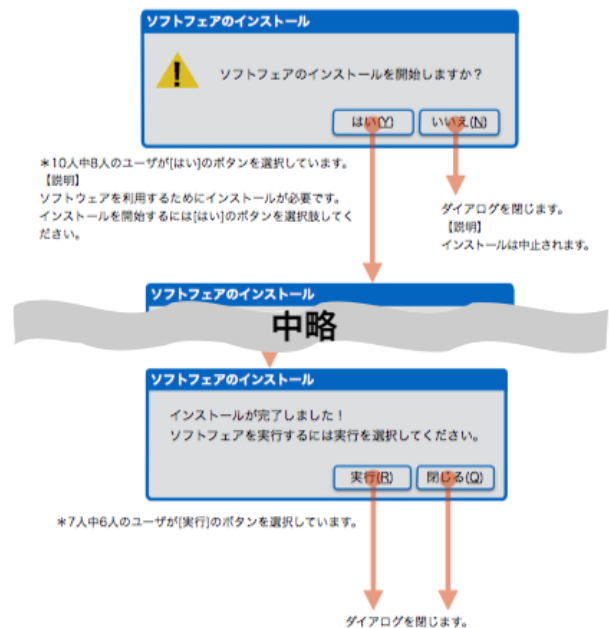 ソフトフェアのインストール
ソフトフェアのインストールを開始しますか？
はい(Y)
いいえ(N)
＊10人中8人のユーザが[はい]のボタンを選択しています。
【説明】
ソフトウェアを利用するためにインストールが必要です。
インストールを開始するには[はい]のボタンを選択肢してく
ださい。
ダイアログを閉じます。
【説明】
インストールは中止されます。
ソフトフェアのインストール
中略
ソフトフェアのインストール
インストールが完了しました！
ソフトフェアを実行するには実行を選択してください。
実行(R)
閉じる(Q)
＊7人中6人のユーザが[実行]のボタンを選択しています。
ダイアログを閉じます。